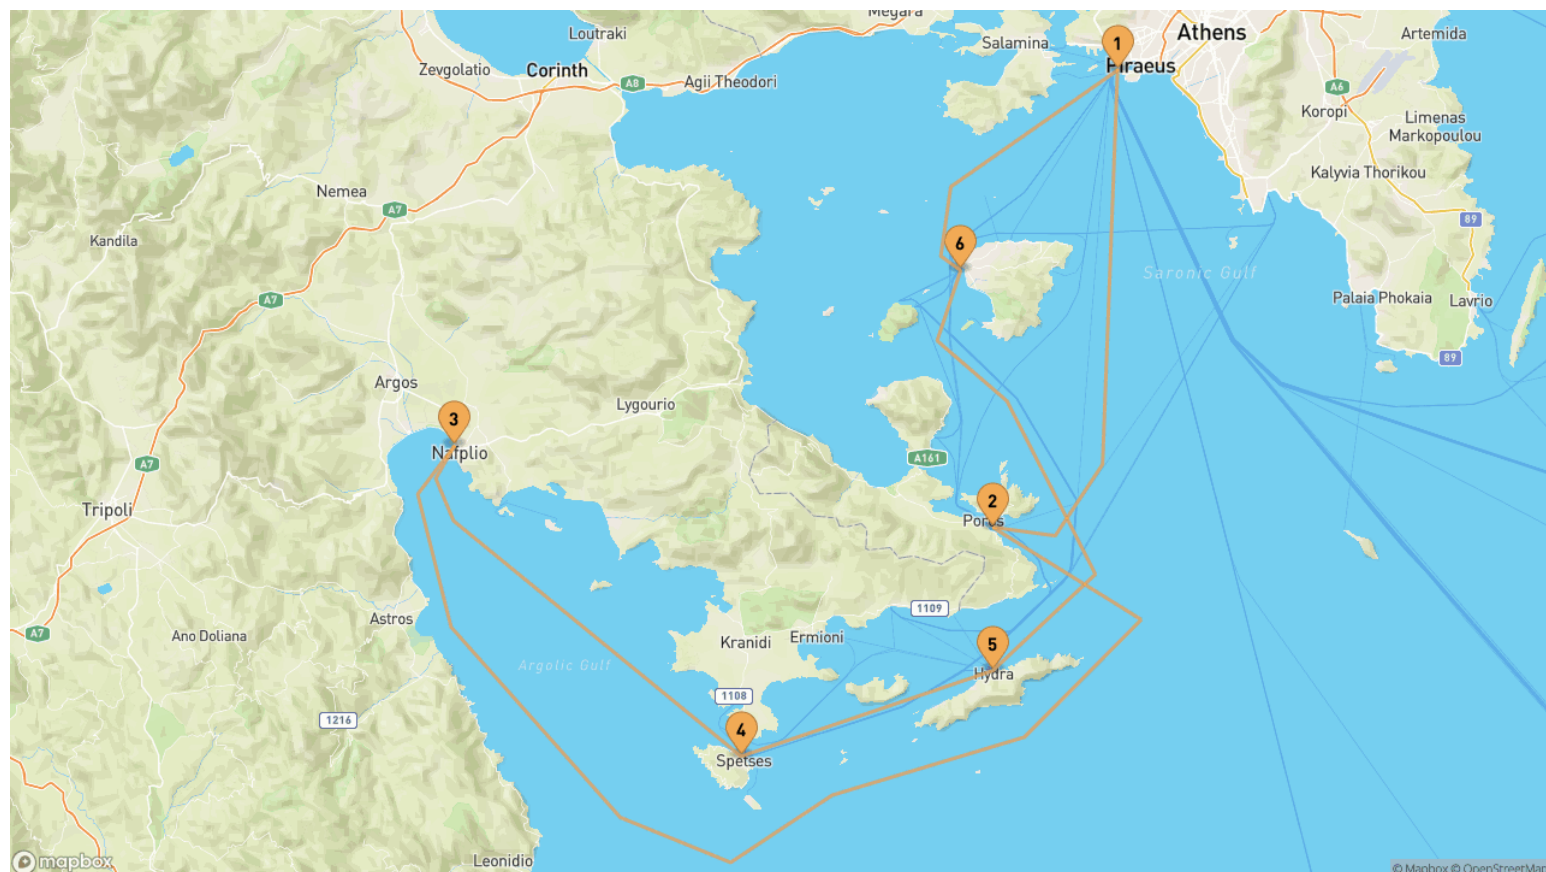 Megara
Loutraki
Salamina
1
Athens
Artemida
Zevgolatio
Corinth
A8
Agii Theodori
Piraeus
A6
Koropi
Limenas
Markopoulou
Kalyvia Thorikou
Nemea
A7
89
Kandila
6
Saronic Gulf
A7
Palaia Phokaia
Lavrio
89
Argos
Lygourio
3
Nafplio
A161
A7
2
Tripoli
Poros
1109
Astros
A7
Ano Doliana
Kranidi
Ermioni
5
Argolic Gulf
Hydra
1108
1216
4
Spetses
mapbox
Leonidio
© Mapbox © OpenStreetMap